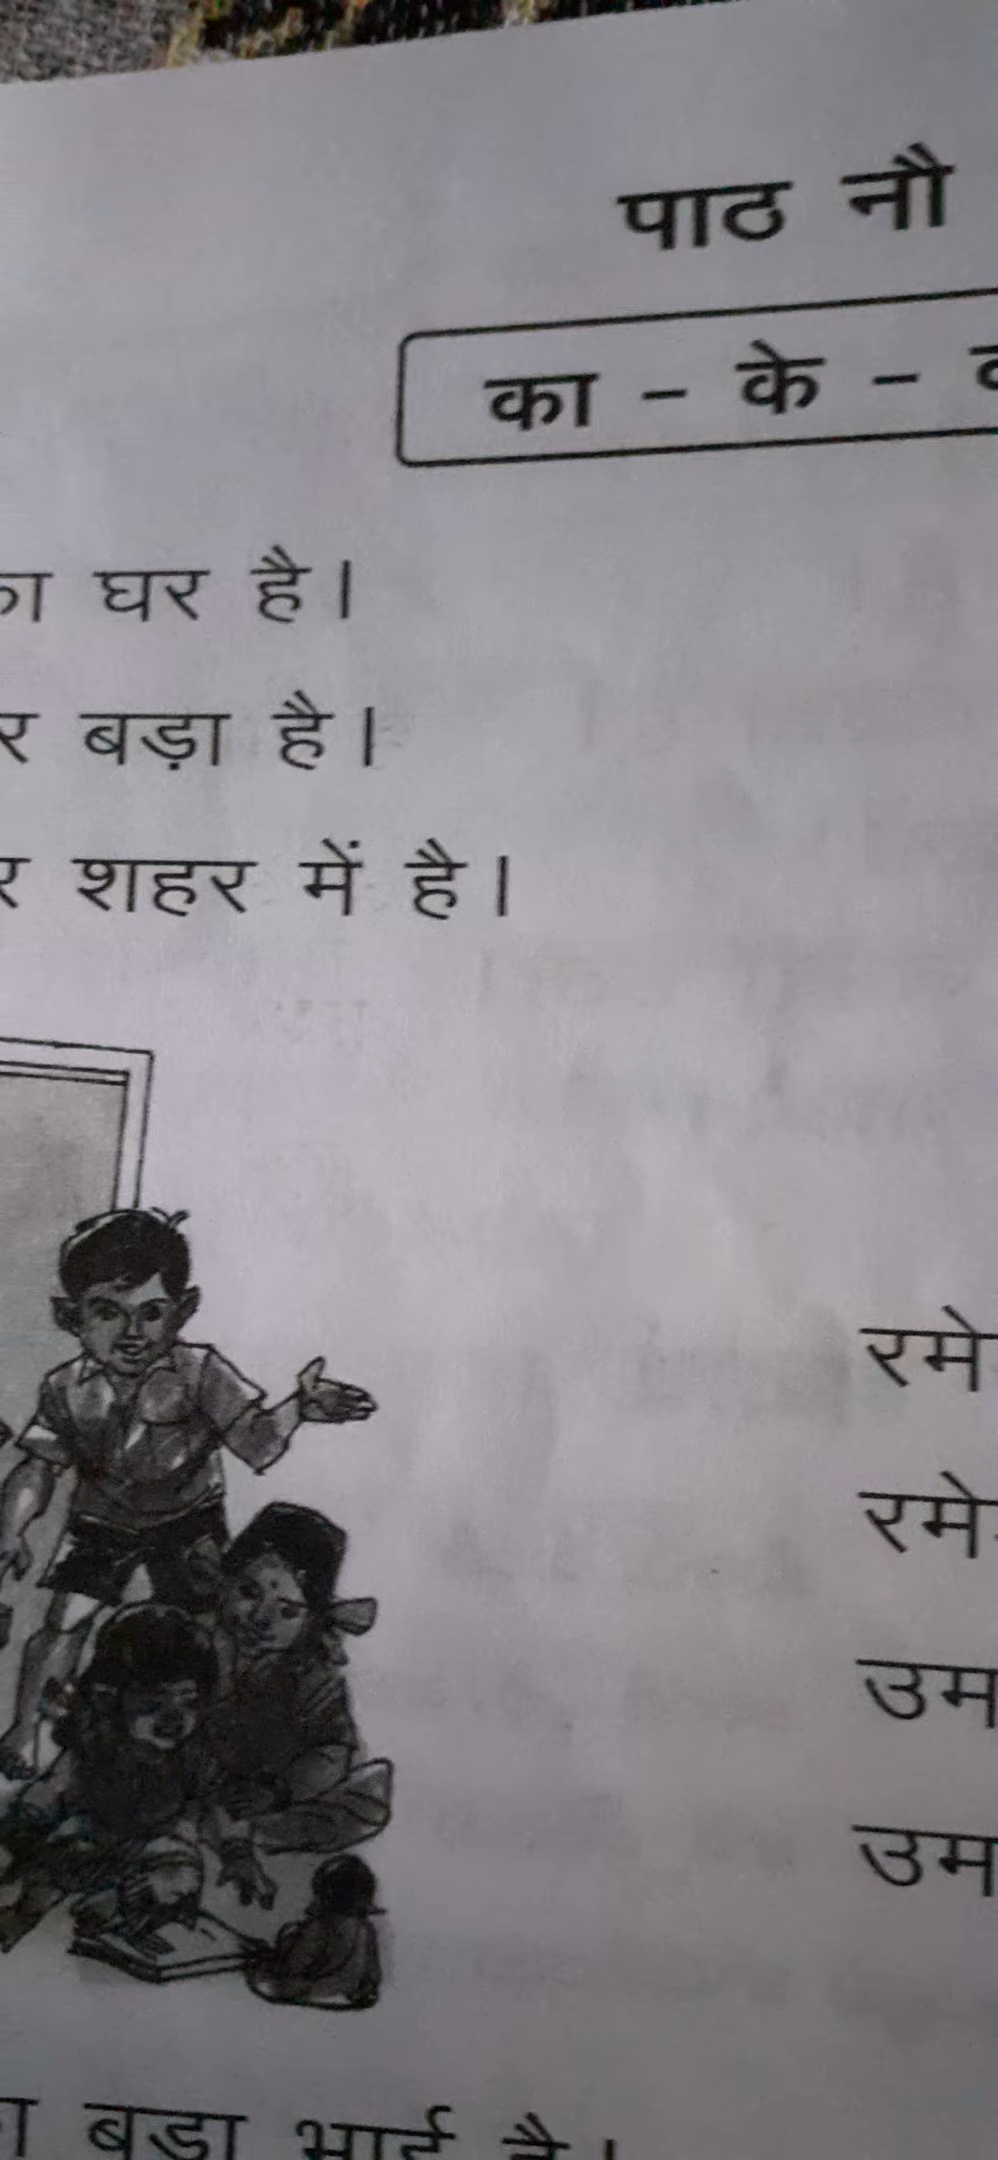 पाठ नौ
का - के -
घर है।
बड़ा है।
शहर में है।
रमे
रमे
उम
उम
बड़ा भाई है।